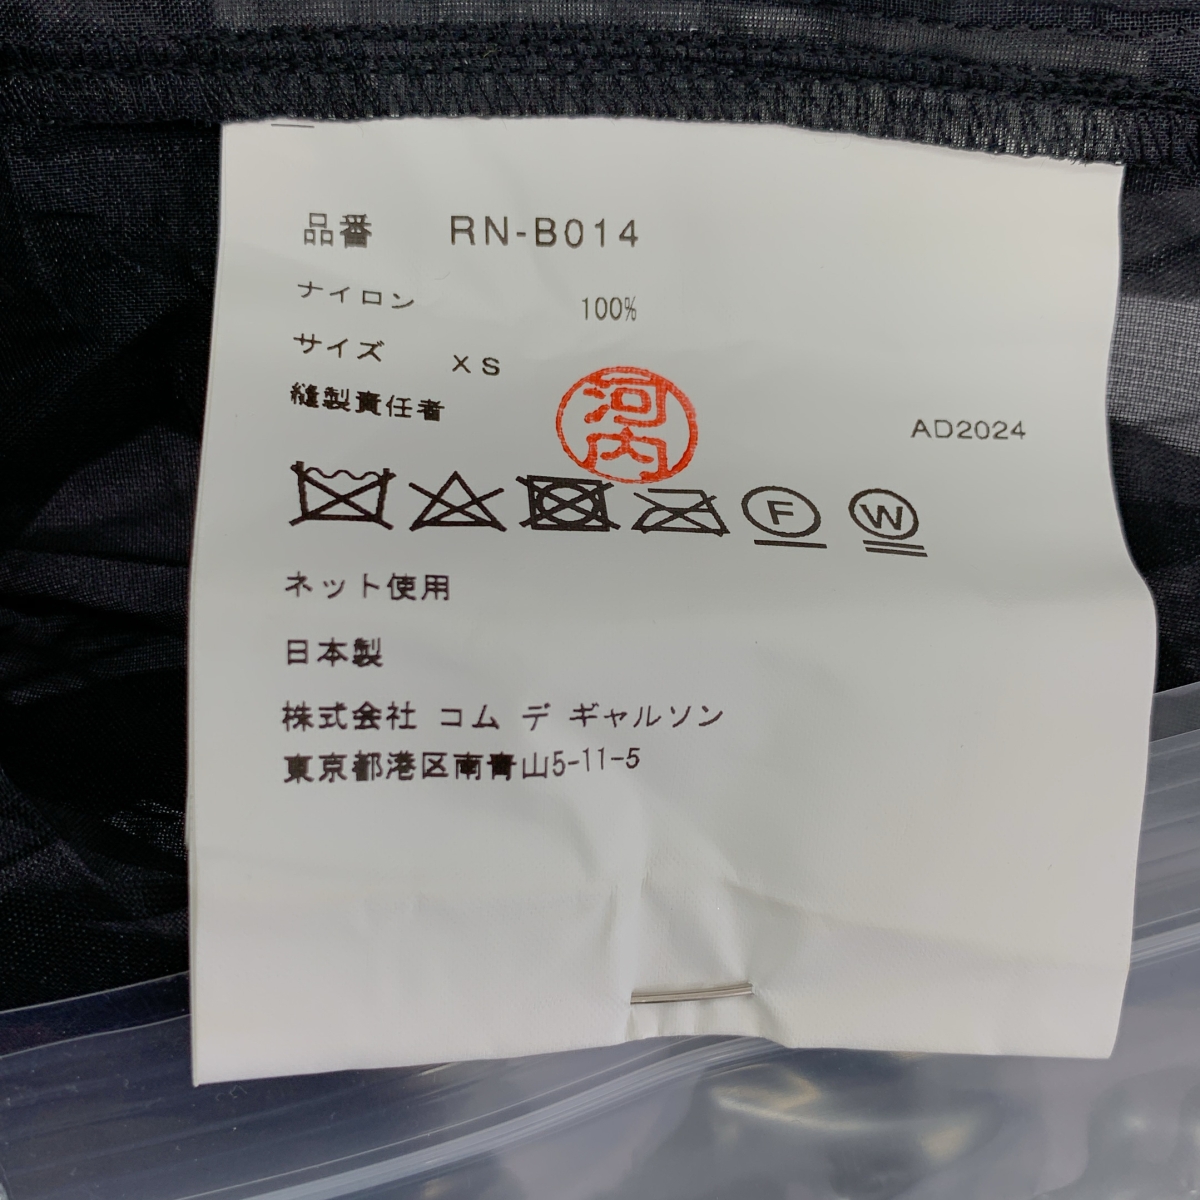 品番 RN-B014
ナイロン 100%
サイズ XS
縫製責任者 河内
AD2024
F W
ネット使用
日本製
株式会社 コム デ ギャルソン
東京都港区南青山5-11-5